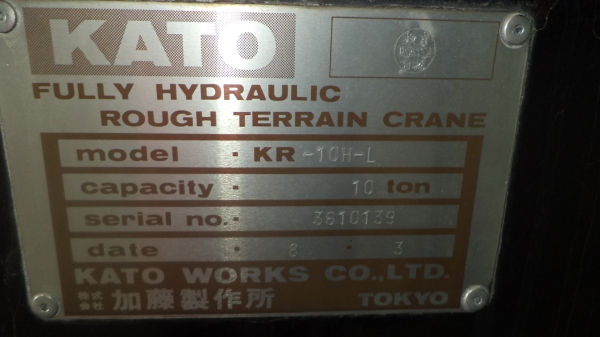 KATO
FULLY HYDRAULIC
ROUGH TERRAIN CRANE
model · KR-10H-L
capacity · 10 ton
serial no.· 3610139
date · 8 · 3
KATO WORKS CO.,LTD.
株式会社 加藤製作所 TOKYO